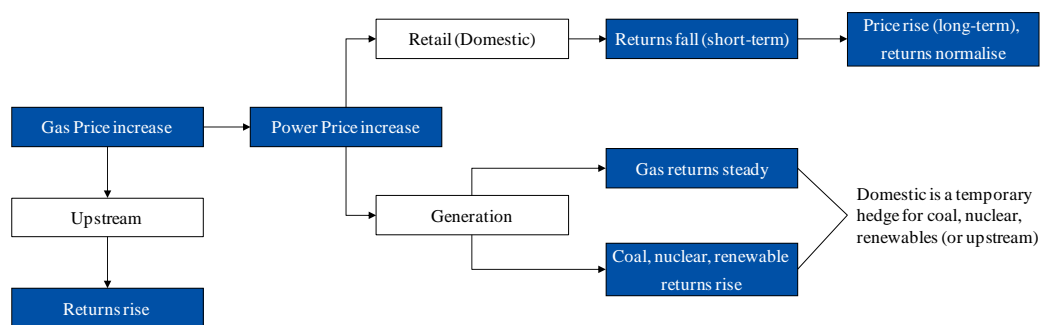 Retail (Domestic)
Returns fall (short-term)
Price rise (long-term),
returns normalise
Gas Price increase
Power Price increase
Gas returns steady
Upstream
Generation
Domestic is a temporary
hedge for coal, nuclear,
renewables (or upstream)
Coal, nuclear, renewable
returns rise
Returns rise